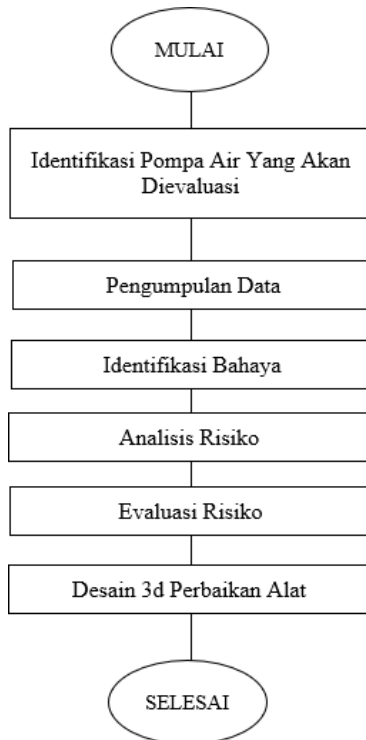 MULAI
Identifikasi Pompa Air Yang Akan
Dievaluasi
Pengumpulan Data
Identifikasi Bahaya
Analisis Risiko
Evaluasi Risiko
Desain 3d Perbaikan Alat
SELESAI